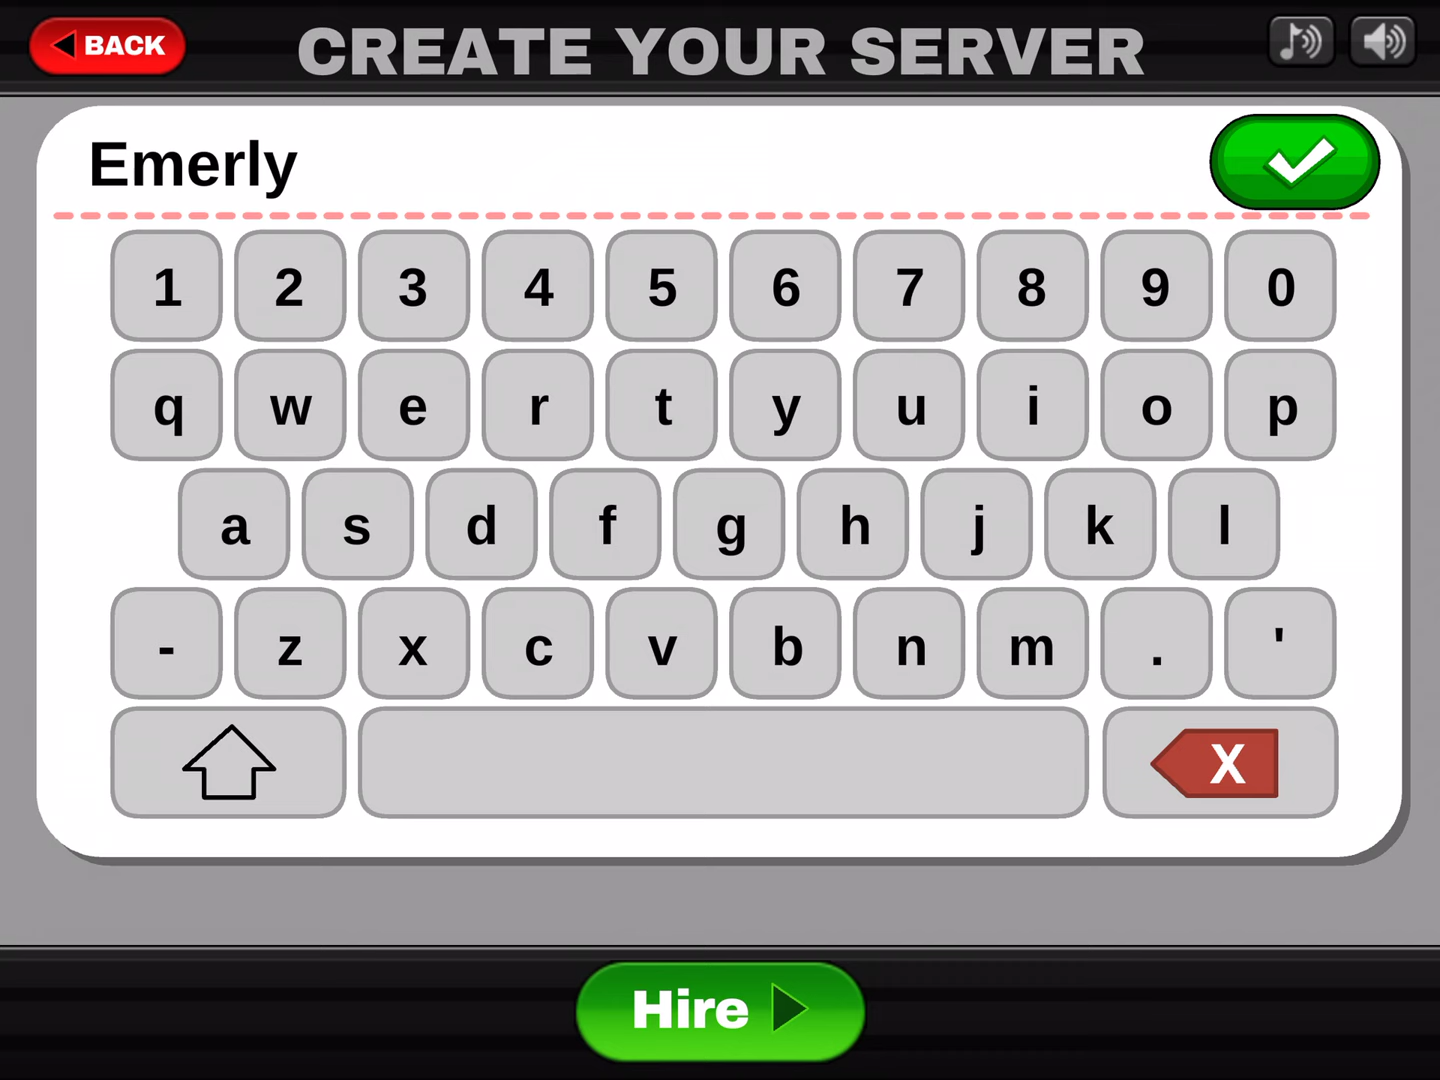 BACK
CREATE YOUR SERVER
Emerly
1 2 3 4 5 6 7 8 9 0
q w e r t y u i o p
a s d f g h j k l
- z x c v b n m . '
X
Hire